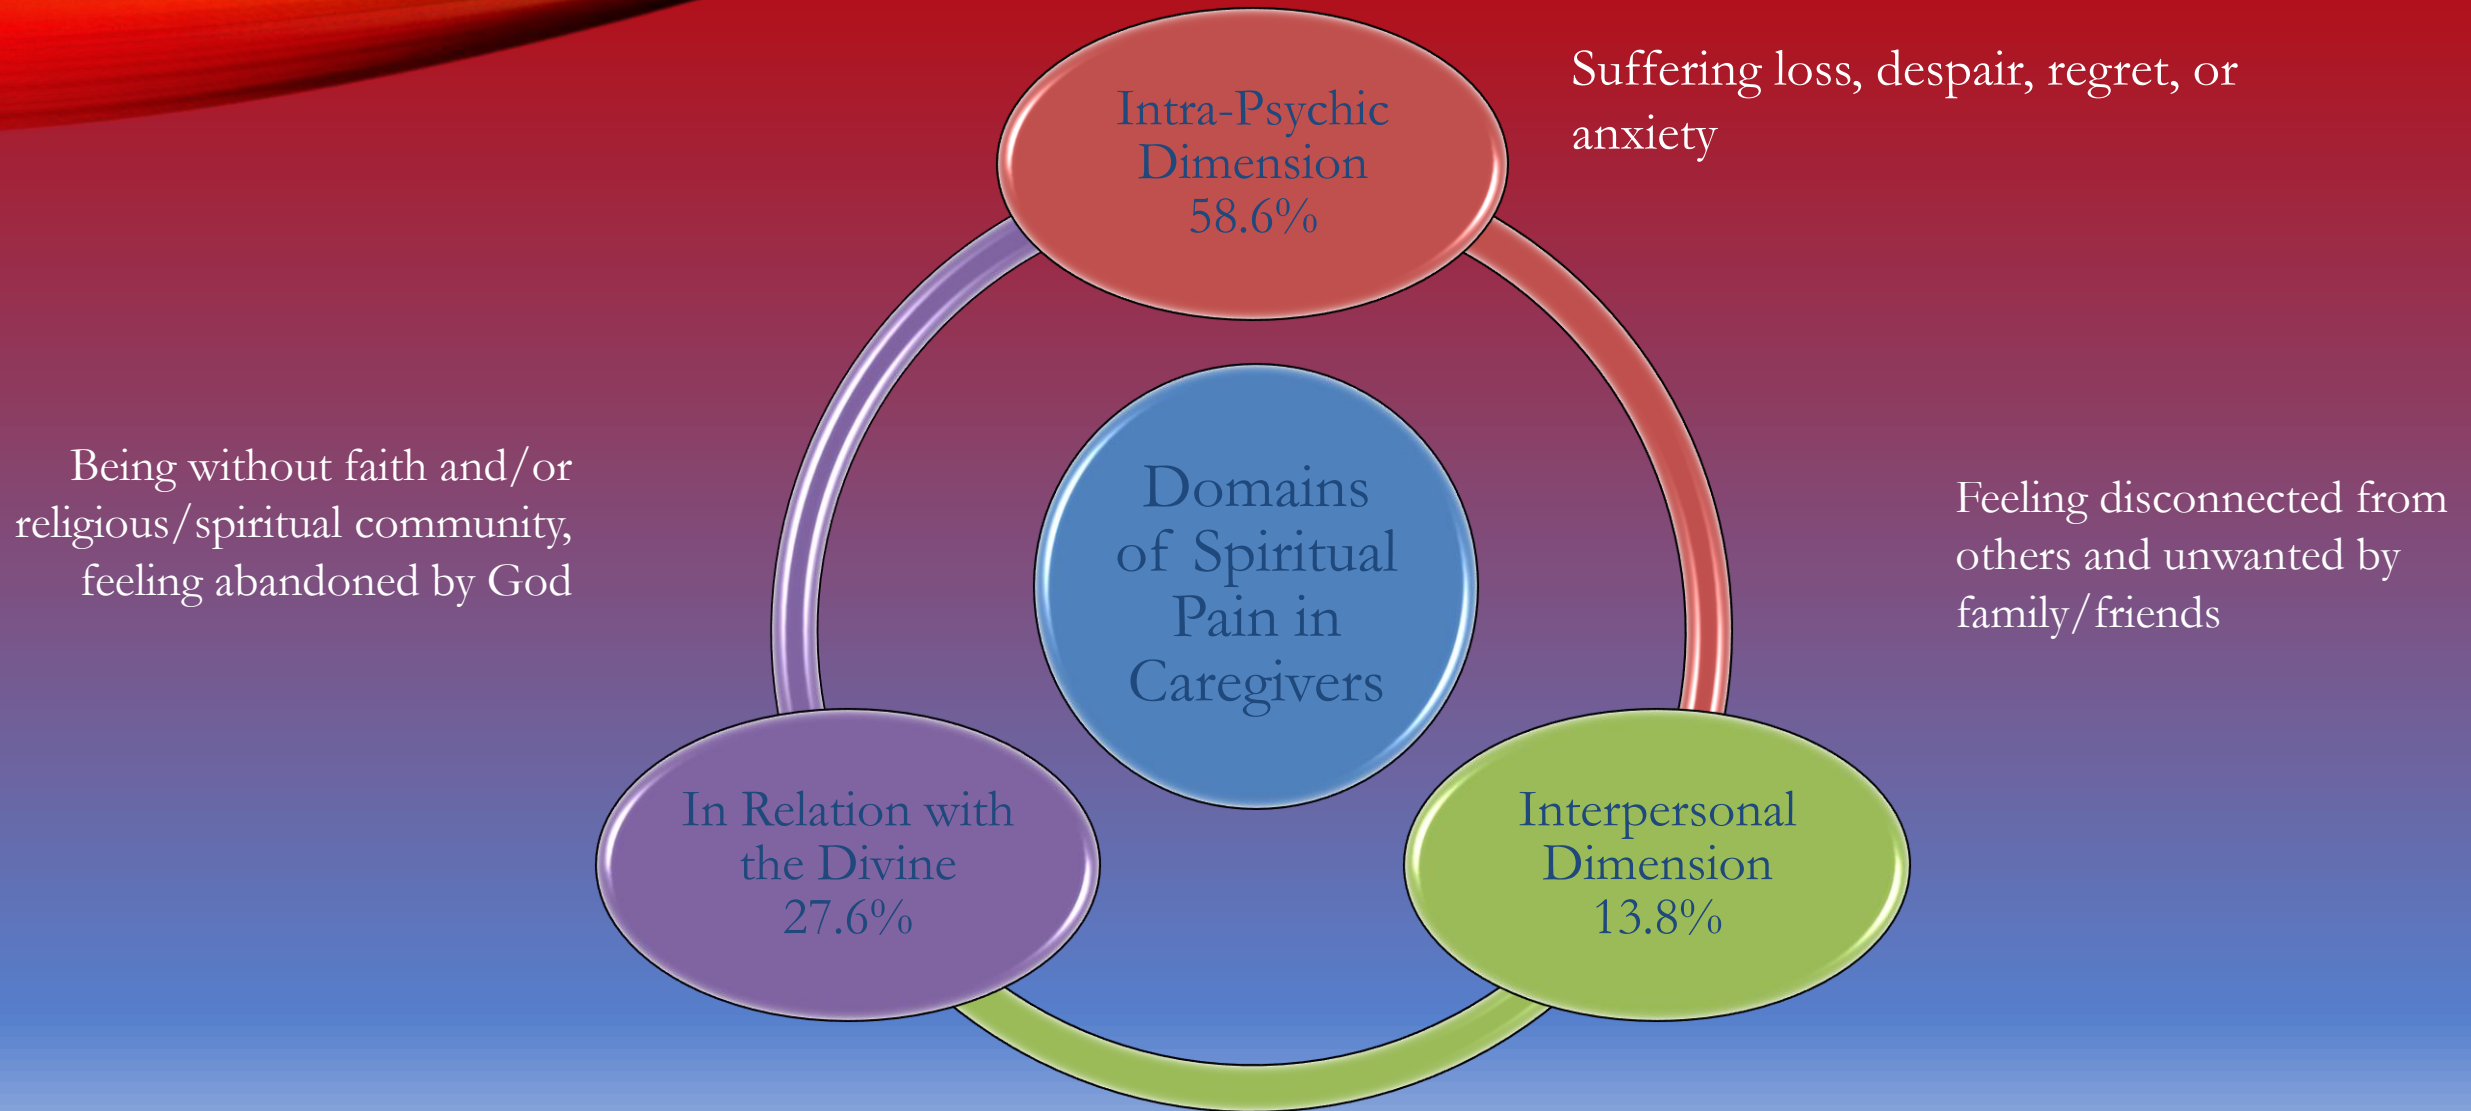 Intra-Psychic
Dimension
58.6%
Suffering loss, despair, regret, or
anxiety
Being without faith and/or
religious/spiritual community,
feeling abandoned by God
Domains
of Spiritual
Pain in
Caregivers
Feeling disconnected from
others and unwanted by
family/friends
In Relation with
the Divine
27.6%
Interpersonal
Dimension
13.8%